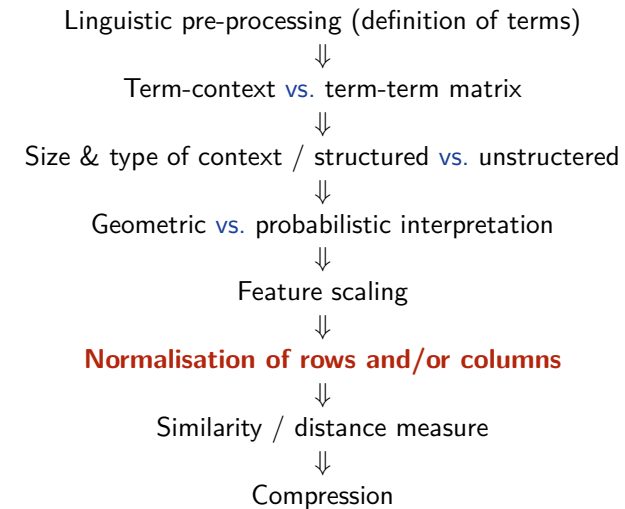 Linguistic pre-processing (definition of terms)
⇓
Term-context vs. term-term matrix
⇓
Size & type of context / structured vs. unstructered
⇓
Geometric vs. probabilistic interpretation
⇓
Feature scaling
⇓
Normalisation of rows and/or columns
⇓
Similarity / distance measure
⇓
Compression